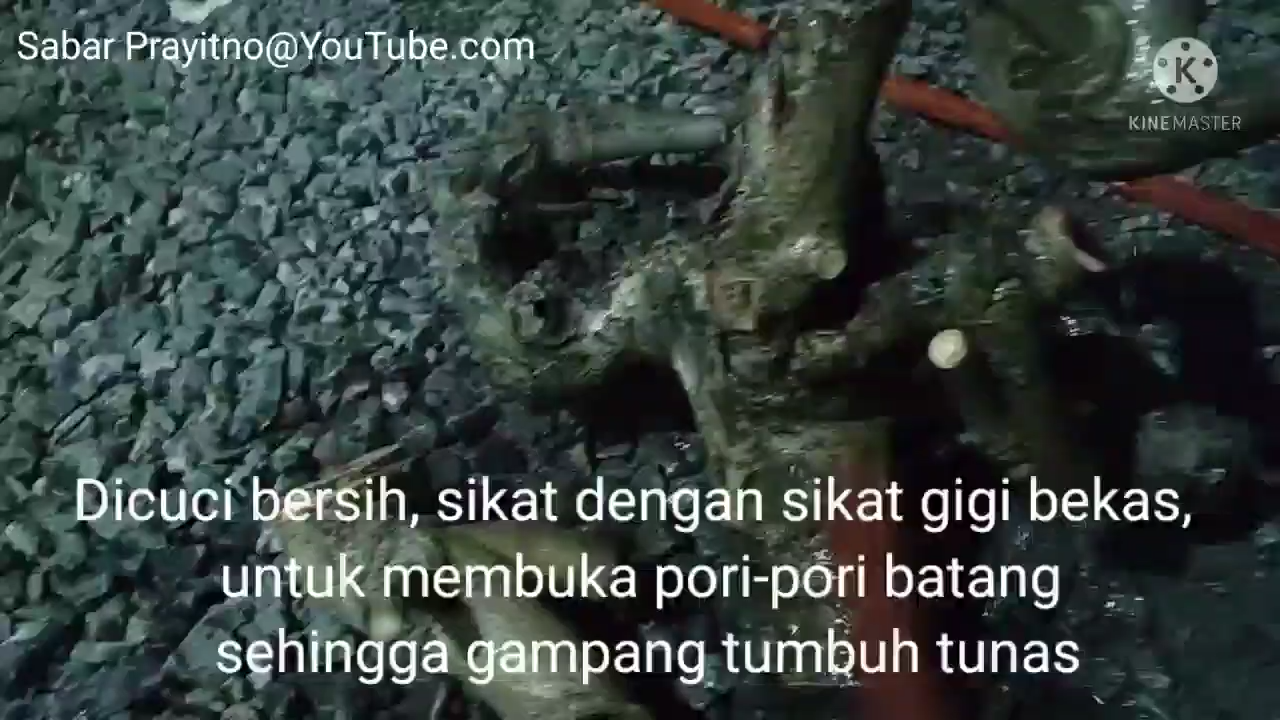 Sabar Prayitno@YouTube.com
KINEMASTER
Dicuci bersih, sikat dengan sikat gigi bekas,
untuk membuka pori-pori batang
sehingga gampang tumbuh tunas